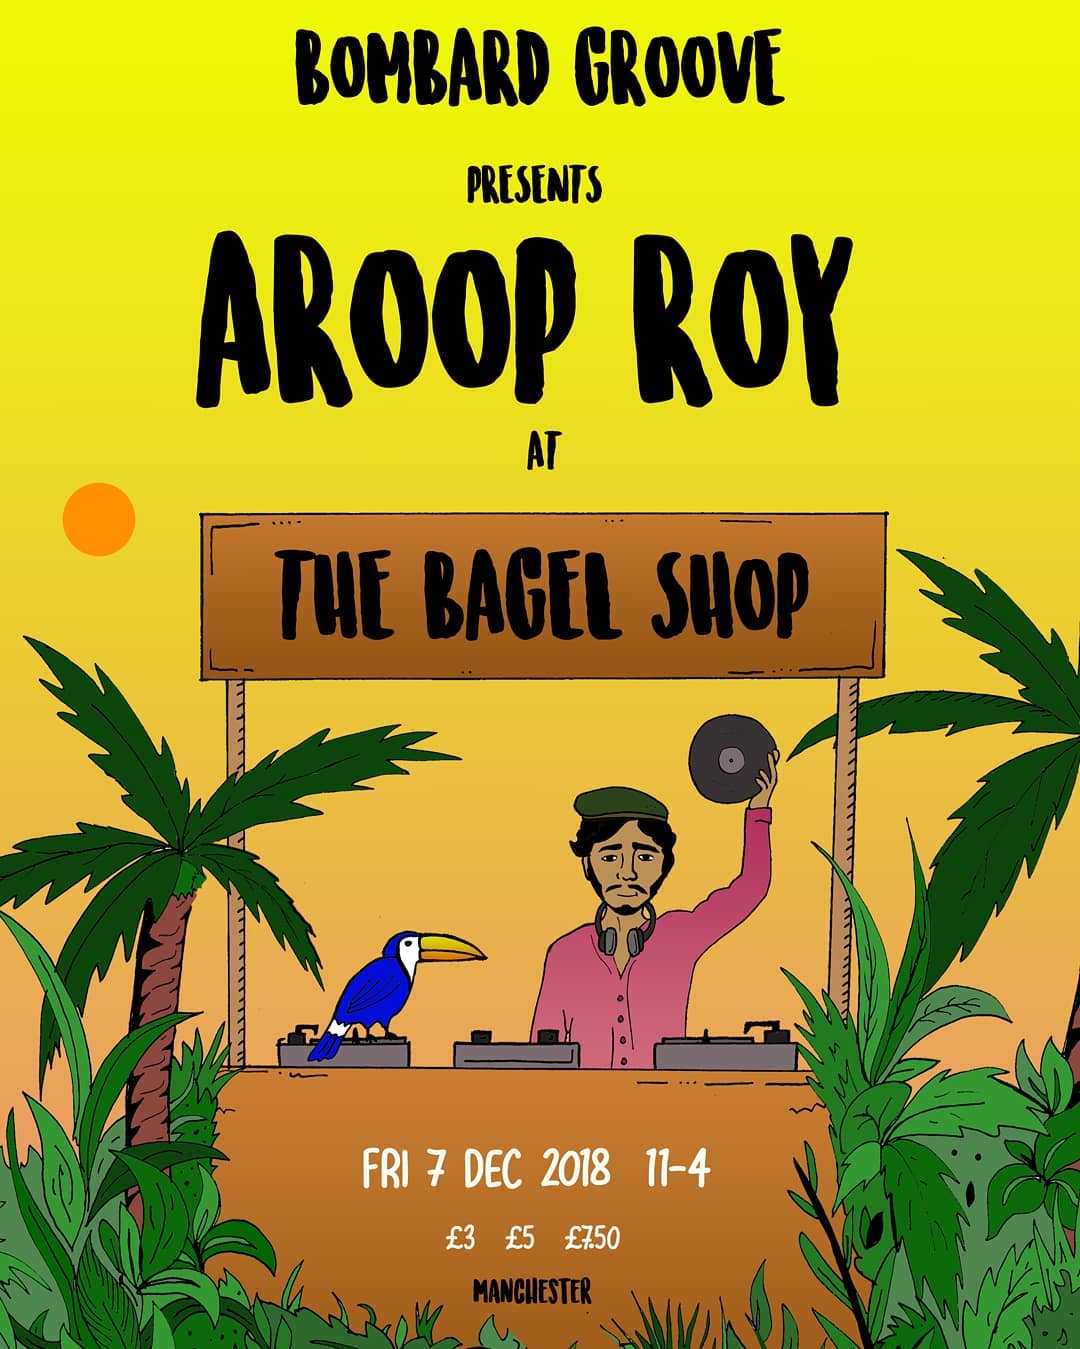 BOMBARD GROOVE
PRESENTS
AROOP ROY
AT
THE BAGEL SHOP
FRI 7 DEC 2018 11-4
£3 £5 £7.50
MANCHESTER